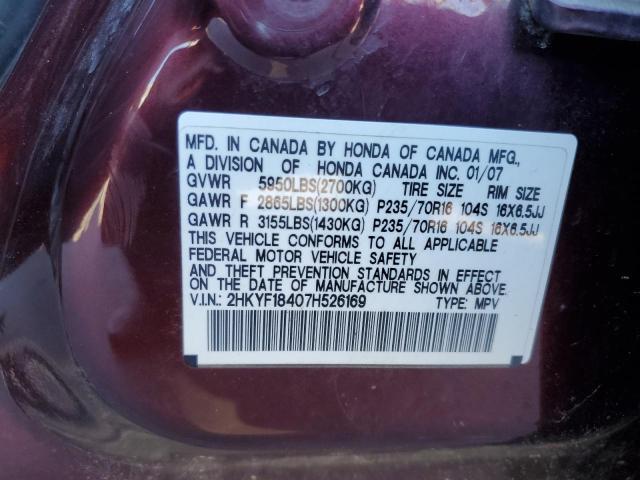 MFD. IN CANADA BY HONDA OF CANADA MFG.,
A DIVISION OF HONDA CANADA INC. 01/07
GVWR 5950LBS(2700KG) TIRE SIZE RIM SIZE
GAWR F 2865LBS(1300KG) P235/70R16 104S 16X6.5JJ
GAWR R 3155LBS(1430KG) P235/70R16 104S 16X6.5JJ
THIS VEHICLE CONFORMS TO ALL APPLICABLE
FEDERAL MOTOR VEHICLE SAFETY
AND THEFT PREVENTION STANDARDS IN EFFECT
ON THE DATE OF MANUFACTURE SHOWN ABOVE.
V.I.N.: 2HKYF18407H526169 TYPE: MPV